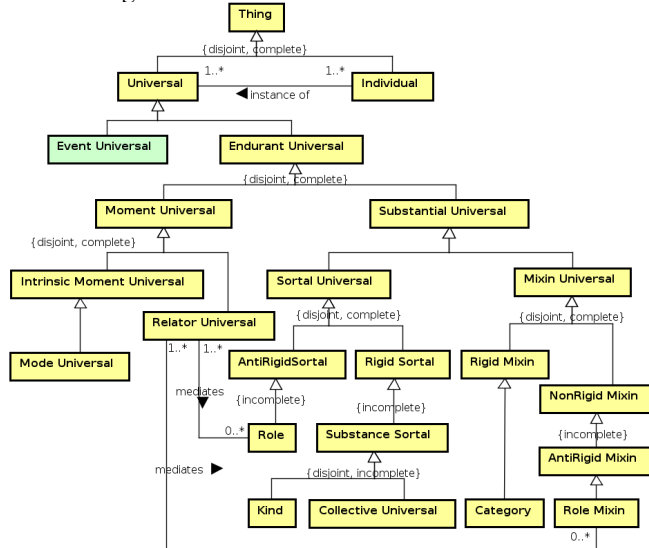 Thing
{disjoint, complete}
Universal
1..*
1..*
Individual
instance of
Event Universal
Endurant Universal
{disjoint, complete}
Moment Universal
Substantial Universal
{disjoint, complete}
Intrinsic Moment Universal
Sortal Universal
Mixin Universal
Relator Universal
{disjoint, complete}
{disjoint, complete}
1..*
1..*
Mode Universal
AntiRigidSortal
Rigid Sortal
Rigid Mixin
mediates
{incomplete}
{incomplete}
NonRigid Mixin
0..*
Role
Substance Sortal
{incomplete}
mediates
{disjoint, incomplete}
AntiRigid Mixin
Kind
Collective Universal
Category
Role Mixin
0..*